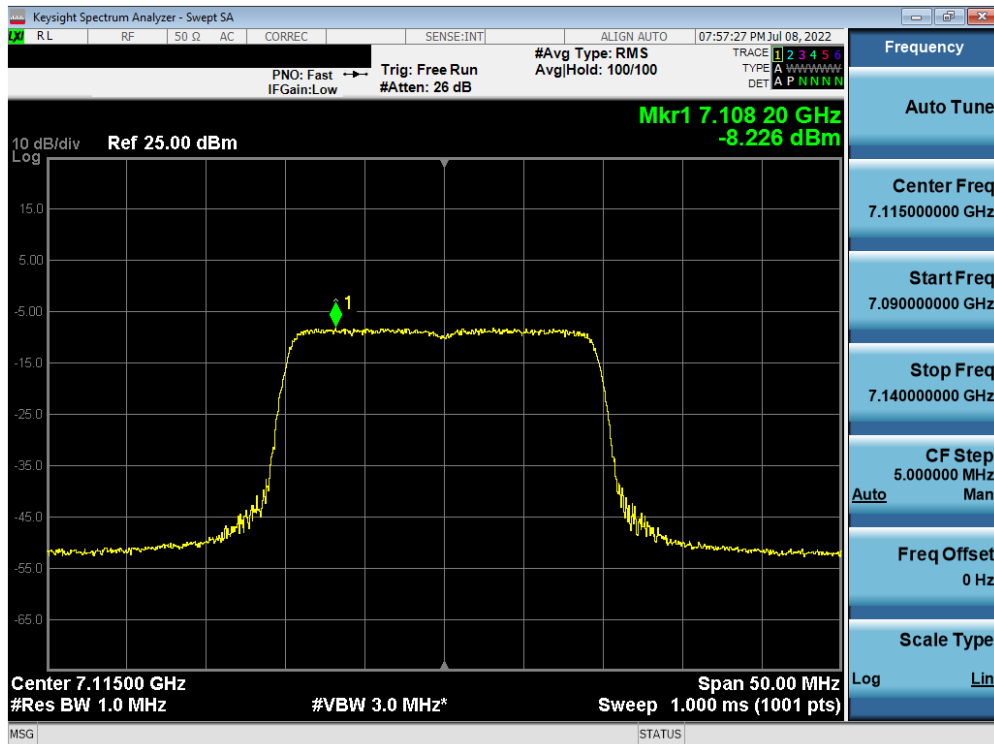 Keysight Spectrum Analyzer - Swept SA
LXI RL RF 50 Ω AC CORREC SENSE:INT ALIGN AUTO 07:57:27 PM Jul 08, 2022
PNO: Fast
IFGain:Low
Trig: Free Run
#Atten: 26 dB
#Avg Type: RMS
Avg|Hold: 100/100
TRACE 1 2 3 4 5 6
TYPE A WWWWW
DET A P N N N N
Mkr1 7.108 20 GHz
-8.226 dBm
10 dB/div
Log
Ref 25.00 dBm
15.0
5.00
-5.00
-15.0
-25.0
-35.0
-45.0
-55.0
-65.0
1
Center 7.11500 GHz
Span 50.00 MHz
#Res BW 1.0 MHz
#VBW 3.0 MHz*
Sweep 1.000 ms (1001 pts)
MSG
STATUS
Frequency
Auto Tune
Center Freq
7.115000000 GHz
Start Freq
7.090000000 GHz
Stop Freq
7.140000000 GHz
CF Step
5.000000 MHz
Auto Man
Freq Offset
0 Hz
Scale Type
Log Lin